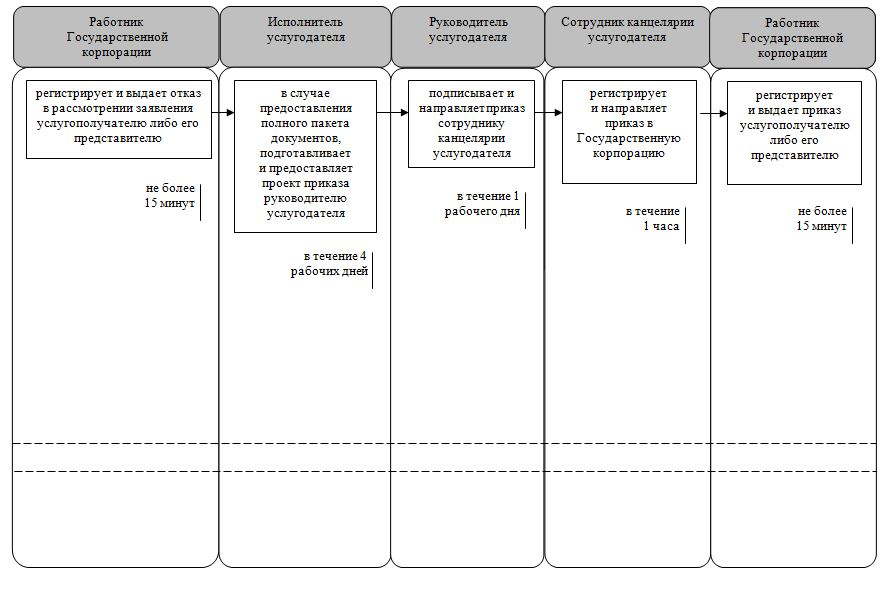 Работник
Государственной
корпорации
Исполнитель
услугодателя
Руководитель
услугодателя
Сотрудник канцелярии
услугодателя
Работник
Государственной
корпорации
регистрирует и выдает отказ
в рассмотрении заявления
услугополучателю либо его
представителю
не более
15 минут
в случае
предоставления
полного пакета
документов,
подготавливает
и предоставляет
проект приказа
руководителю
услугодателя
в течение 4
рабочих дней
подписывает и
направляет приказ
сотруднику
канцелярии
услугодателя
в течение 1
рабочего дня
регистрирует
и направляет
приказ в
Государственную
корпорацию
в течение
1 часа
регистрирует
и выдает приказ
услугополучателю
либо его
представителю
не более
15 минут